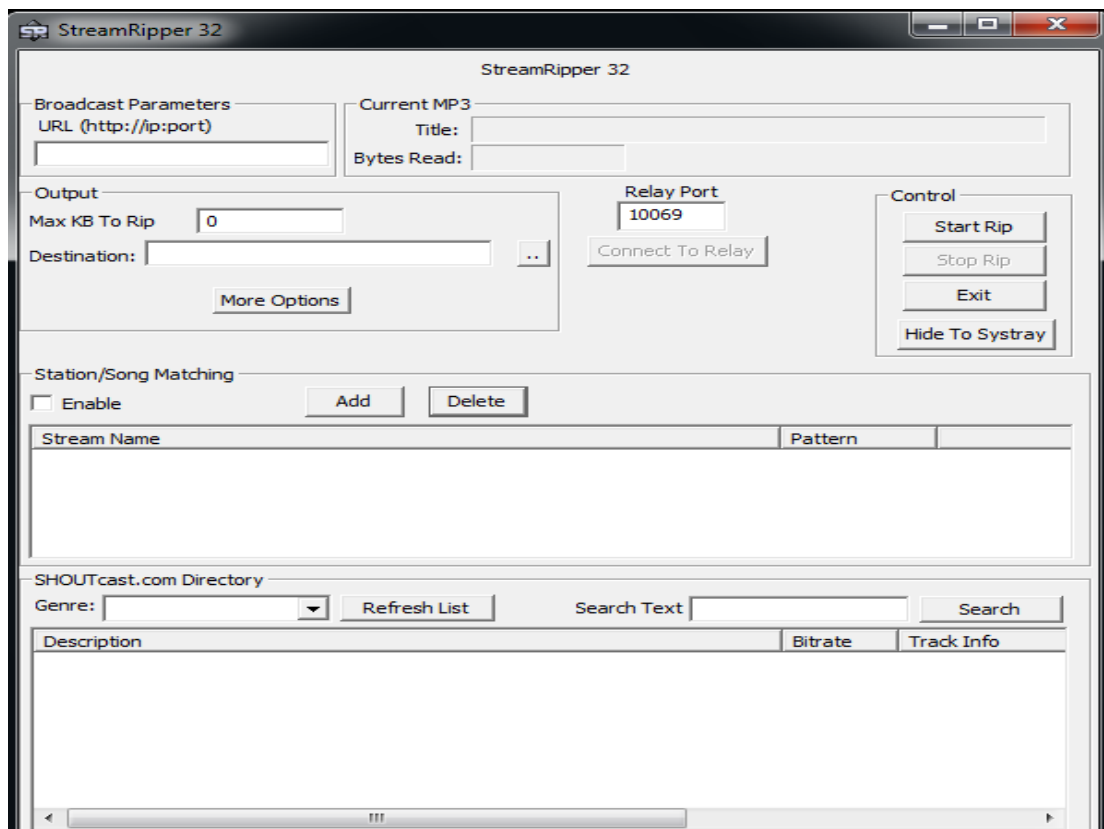 StreamRipper 32
StreamRipper 32
Broadcast Parameters
URL (http://ip:port)
Current MP3
Title:
Bytes Read:
Output
Max KB To Rip 0
Destination: ..
More Options
Relay Port
10069
Connect To Relay
Control
Start Rip
Stop Rip
Exit
Hide To Systray
Station/Song Matching
Enable Add Delete
Stream Name Pattern
SHOUTcast.com Directory
Genre: Refresh List Search Text Search
Description Bitrate Track Info